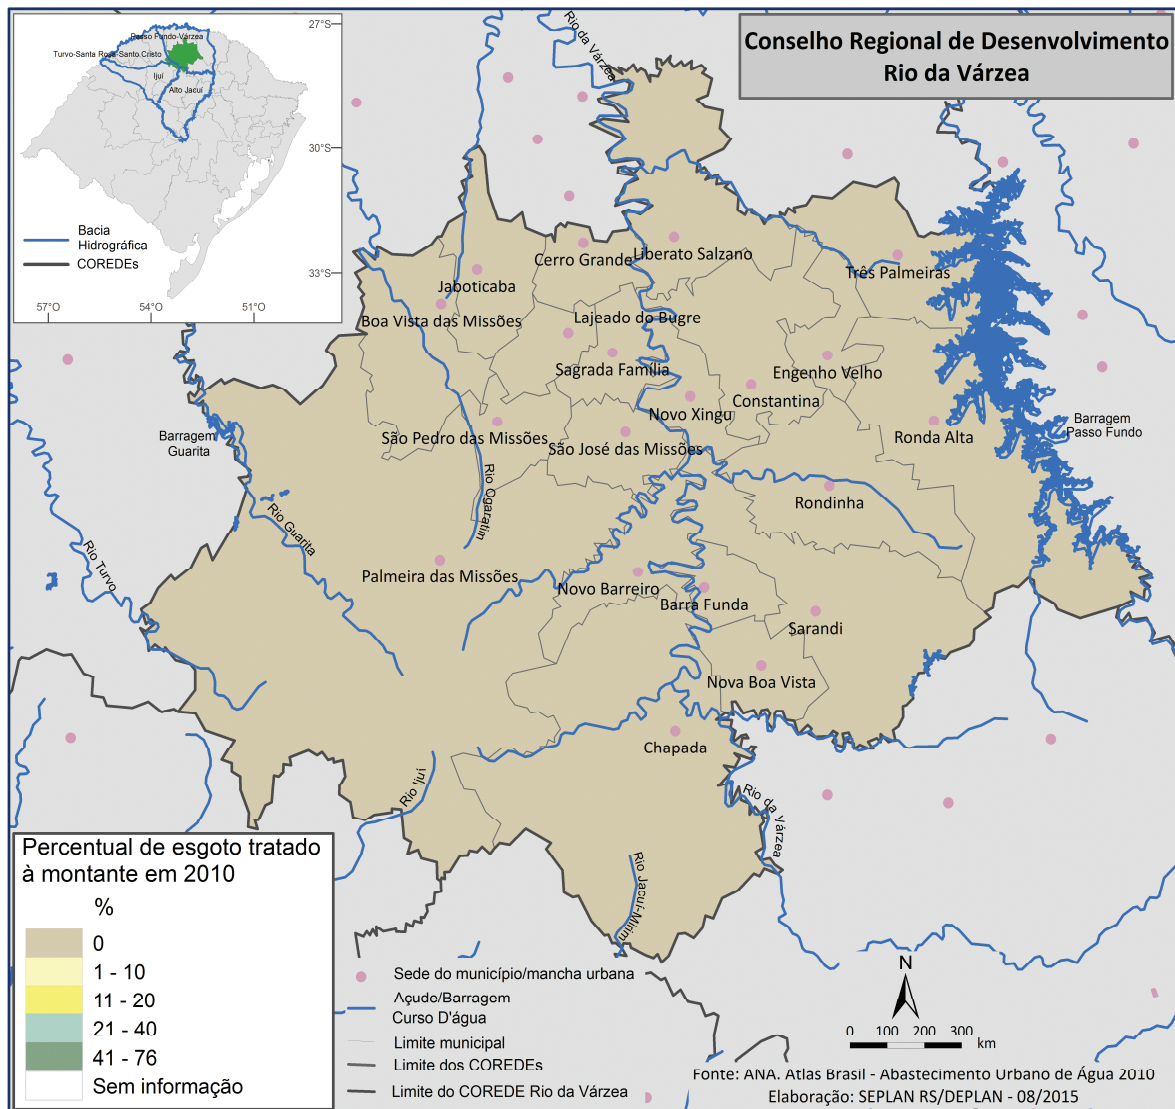 Conselho Regional de Desenvolvimento
Rio da Várzea
Passo Fundo-Várzea
Turvo-Santa Rosa-Santo Cristo
Ijuí
Alto Jacuí
Bacia
Hidrográfica
COREDEs
27°S
30°S
33°S
57°O
54°O
51°O
Rio da Várzea
Cerro Grande
Liberato Salzano
Três Palmeiras
Jaboticaba
Boa Vista das Missões
Lajeado do Bugre
Sagrada Família
Engenho Velho
Constantina
Novo Xingu
Barragem
Guarita
São Pedro das Missões
São José das Missões
Ronda Alta
Barragem
Passo Fundo
Rondinha
Rio Guarita
Rio Turvo
Palmeira das Missões
Novo Barreiro
Barra Funda
Sarandi
Nova Boa Vista
Chapada
Rio Ijuí
Rio da Várzea
Rio Jacuí-Mirim
Percentual de esgoto tratado
à montante em 2010
%
0
1 - 10
11 - 20
21 - 40
41 - 76
Sem informação
Sede do município/mancha urbana
Açude/Barragem
Curso D'água
Limite municipal
Limite dos COREDEs
Limite do COREDE Rio da Várzea
N
0 100 200 300
km
Fonte: ANA. Atlas Brasil - Abastecimento Urbano de Água 2010
Elaboração: SEPLAN RS/DEPLAN - 08/2015